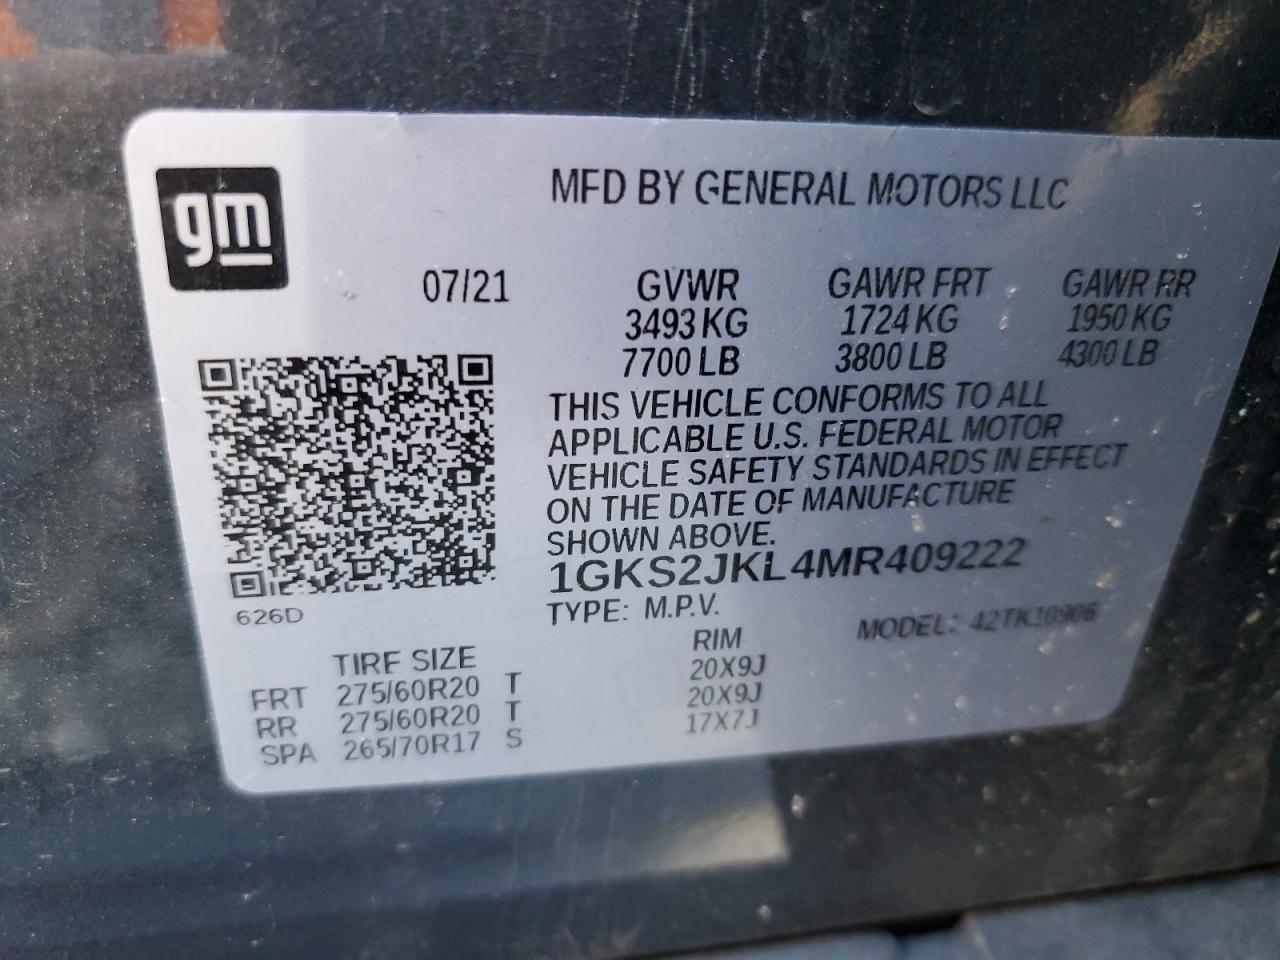 gm
MFD BY GENERAL MOTORS LLC
07/21 GVWR GAWR FRT GAWR RR
3493 KG 1724 KG 1950 KG
7700 LB 3800 LB 4300 LB
THIS VEHICLE CONFORMS TO ALL
APPLICABLE U.S. FEDERAL MOTOR
VEHICLE SAFETY STANDARDS IN EFFECT
ON THE DATE OF MANUFACTURE
SHOWN ABOVE.
1GKS2JKL4MR409222
626D
TYPE: M.P.V. MODEL: 42TK10906
TIRE SIZE RIM
FRT 275/60R20 T 20X9J
RR 275/60R20 T 20X9J
SPA 265/70R17 S 17X7J